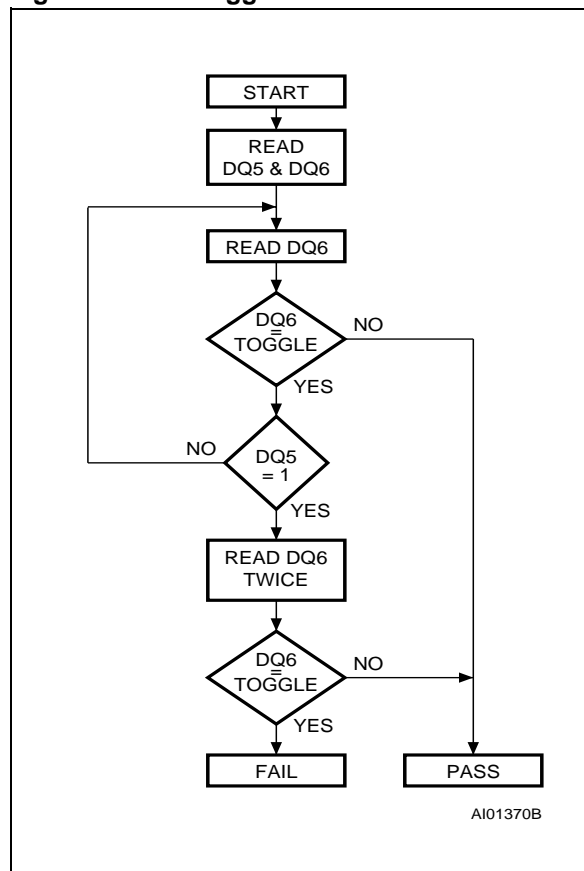 START
READ
DQ5 & DQ6
READ DQ6
DQ6
=
TOGGLE
NO
YES
NO
DQ5
= 1
YES
READ DQ6
TWICE
DQ6
=
TOGGLE
NO
YES
FAIL
PASS
AI01370B